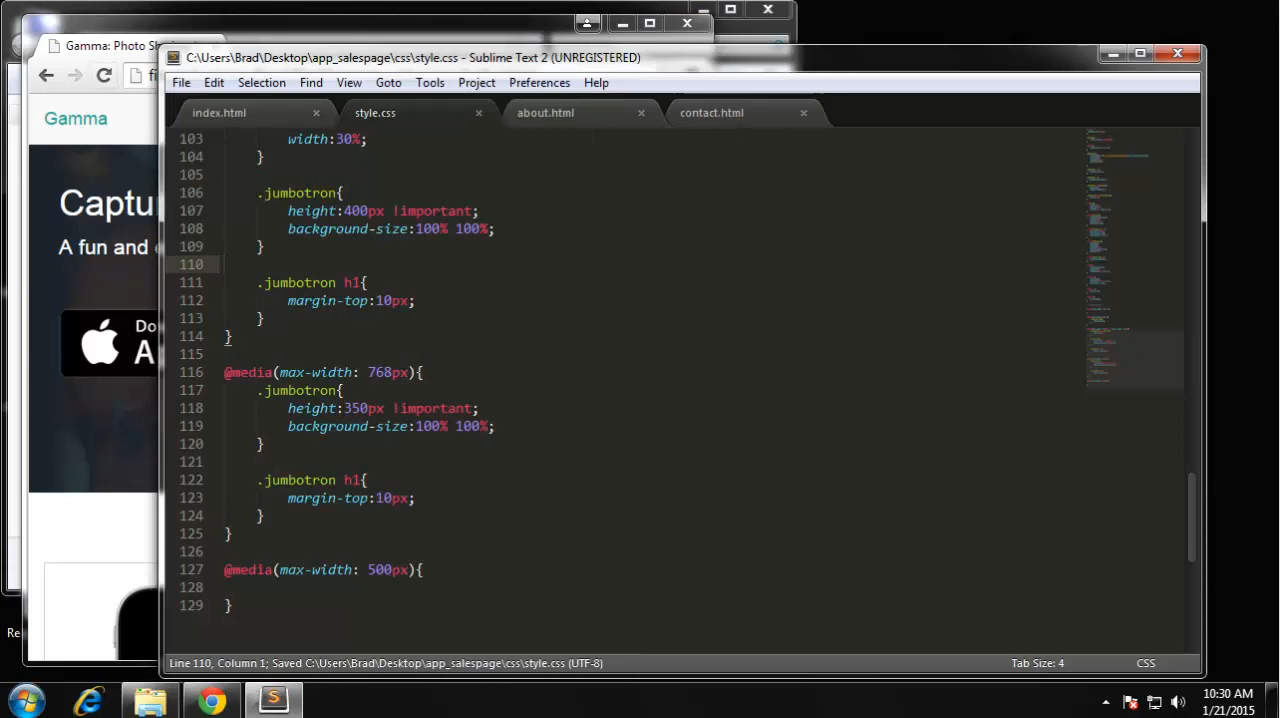 Gamma: Photo S
C:\Users\Brad\Desktop\app_salespage\css\style.css - Sublime Text 2 (UNREGISTERED)
File Edit Selection Find View Goto Tools Project Preferences Help
index.html style.css about.html contact.html
Gamma
Captu
A fun and
Do
A
103 width:30%;
104 }
105
106 .jumbotron{
107 height:400px !important;
108 background-size:100% 100%;
109 }
110
111 .jumbotron h1{
112 margin-top:10px;
113 }
114 }
115
116 @media(max-width: 768px){
117 .jumbotron{
118 height:350px !important;
119 background-size:100% 100%;
120 }
121
122 .jumbotron h1{
123 margin-top:10px;
124 }
125 }
126
127 @media(max-width: 500px){
128
129 }
Re
Line 110, Column 1; Saved C:\Users\Brad\Desktop\app_salespage\css\style.css (UTF-8) Tab Size: 4 CSS
10:30 AM
1/21/2015